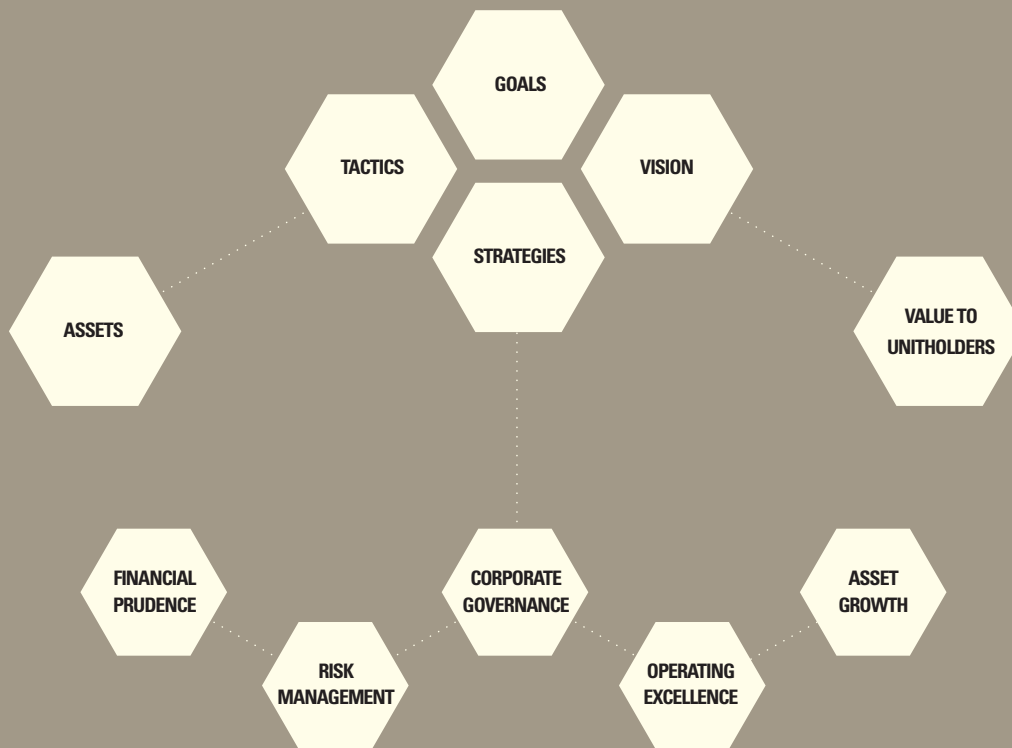 GOALS
TACTICS
VISION
STRATEGIES
ASSETS
VALUE TO
UNITHOLDERS
FINANCIAL
PRUDENCE
CORPORATE
GOVERNANCE
ASSET
GROWTH
RISK
MANAGEMENT
OPERATING
EXCELLENCE